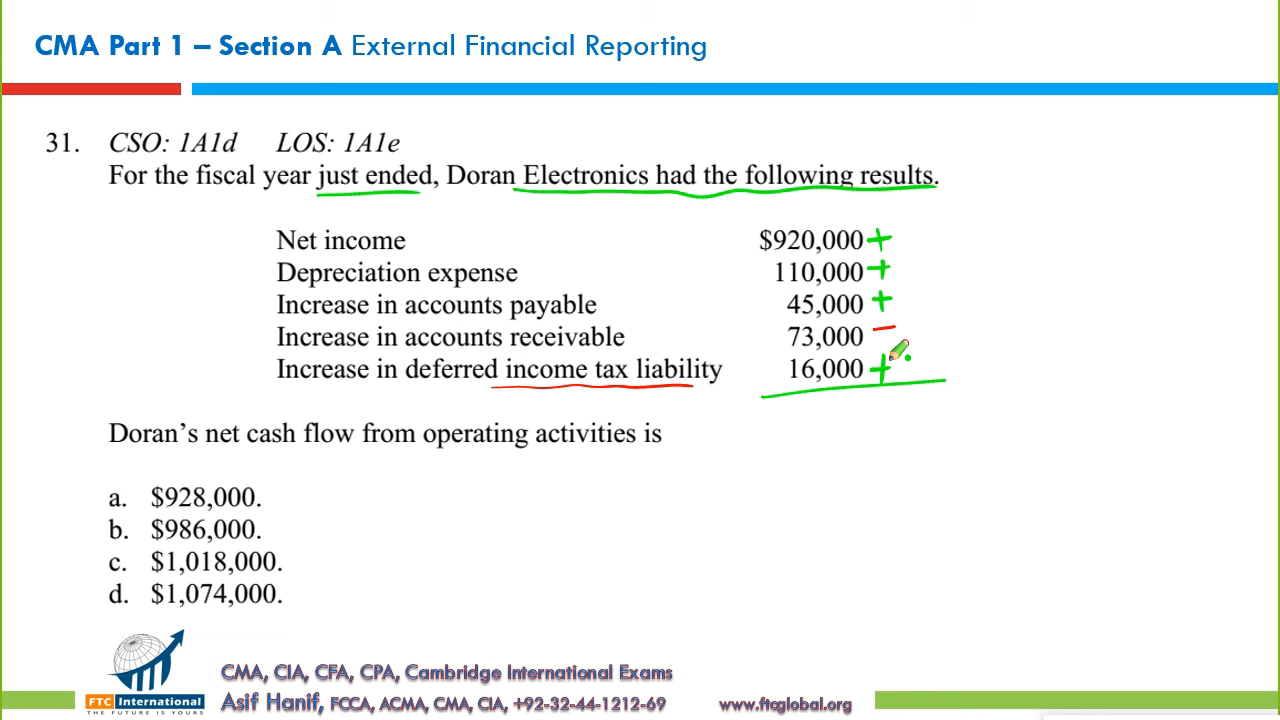 CMA Part 1 – Section A External Financial Reporting
31. CSO: 1A1d LOS: 1A1e
For the fiscal year just ended, Doran Electronics had the following results.
Net income $920,000 +
Depreciation expense 110,000 +
Increase in accounts payable 45,000 +
Increase in accounts receivable 73,000 −
Increase in deferred income tax liability 16,000 +
Doran’s net cash flow from operating activities is
a. $928,000.
b. $986,000.
c. $1,018,000.
d. $1,074,000.
FTC International
THE FUTURE IS YOURS
CMA, CIA, CFA, CPA, Cambridge International Exams
Asif Hanif, FCCA, ACMA, CMA, CIA, +92-32-44-1212-69 www.ftcglobal.org